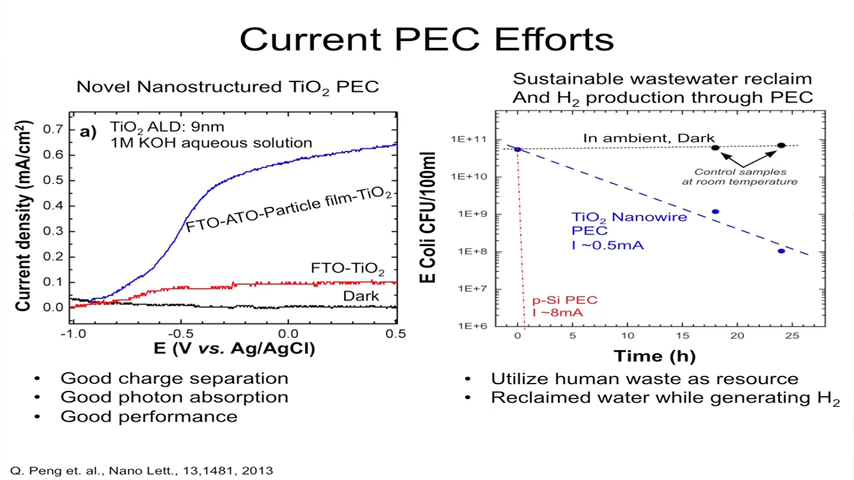 Current PEC Efforts
Novel Nanostructured TiO₂ PEC
Current density (mA/cm²)
0.7
0.6
0.5
0.4
0.3
0.2
0.1
0.0
a)
TiO₂ ALD: 9nm
1M KOH aqueous solution
FTO-ATO-Particle film-TiO₂
FTO-TiO₂
Dark
-1.0
-0.5
0.0
0.5
E (V vs. Ag/AgCl)
• Good charge separation
• Good photon absorption
• Good performance
Sustainable wastewater reclaim
And H₂ production through PEC
E Coli CFU/100ml
1E+11
1E+10
1E+9
1E+8
1E+7
1E+6
In ambient, Dark
Control samples
at room temperature
TiO₂ Nanowire
PEC
I ~0.5mA
p-Si PEC
I ~8mA
0
5
10
15
20
25
Time (h)
• Utilize human waste as resource
• Reclaimed water while generating H₂
Q. Peng et. al., Nano Lett., 13,1481, 2013